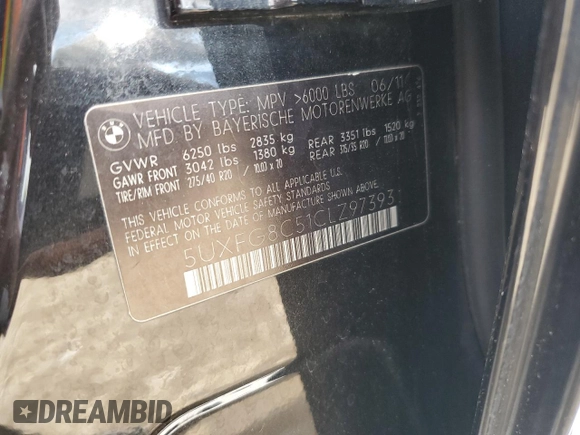 VEHICLE TYPE: MPV >6000 LBS 06/11
MFD BY BAYERISCHE MOTORENWERKE AG
GVWR 6250 lbs 2835 kg
GAWR FRONT 3042 lbs 1380 kg REAR 3351 lbs 1520 kg
TIRE/RIM FRONT 275/40 R20 / 10.0J x 20 REAR 315/35 R20 / 11.0J x 20
THIS VEHICLE CONFORMS TO ALL APPLICABLE U.S.
FEDERAL MOTOR VEHICLE SAFETY STANDARDS
IN EFFECT ON THE DATE OF MANUFACTURE
5UXFG8C51CLZ97393
DREAMBID